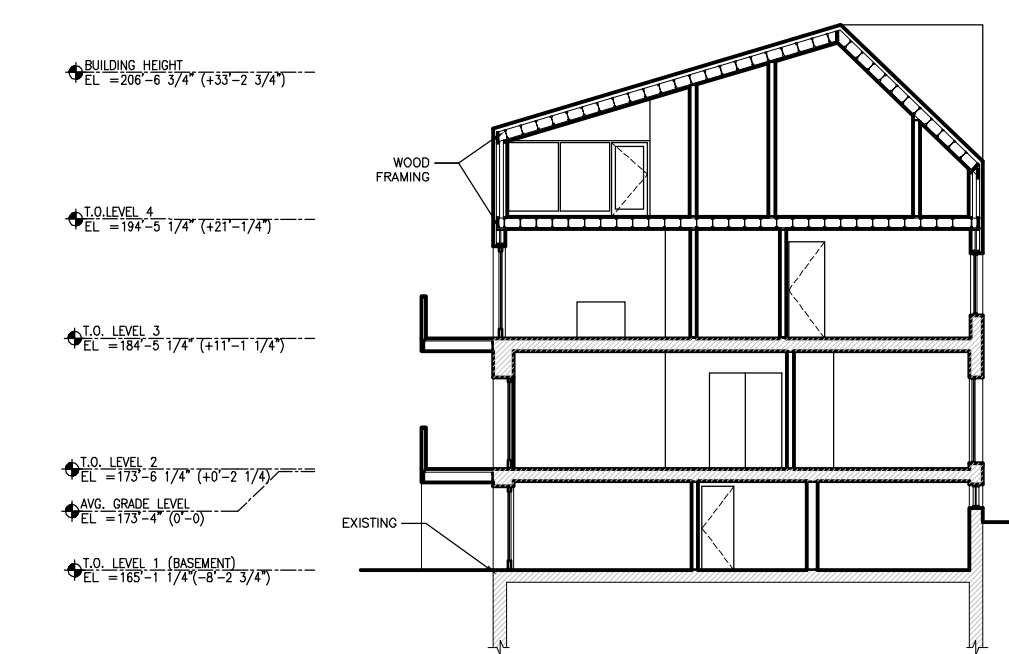 BUILDING HEIGHT
EL =206'-6 3/4" (+33'-2 3/4")
WOOD
FRAMING
T.O.LEVEL 4
EL =194'-5 1/4" (+21'-1/4")
T.O. LEVEL 3
EL =184'-5 1/4" (+11'-1 1/4")
T.O. LEVEL 2
EL =173'-6 1/4" (+0'-2 1/4)
AVG. GRADE LEVEL
EL =173'-4" (0'-0)
EXISTING
T.O. LEVEL 1 (BASEMENT)
EL =165'-1 1/4"(-8'-2 3/4")